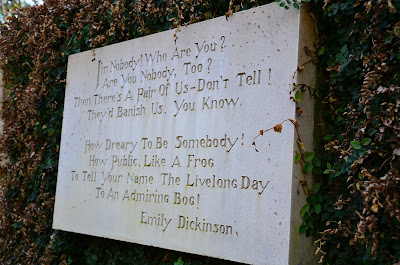 I'm Nobody! Who Are You?
Are You Nobody, Too?
Then There's A Pair Of Us-Don't Tell!
They'd Banish Us, You Know.
How Dreary To Be Somebody!
How Public, Like A Frog
To Tell Your Name The Livelong Day
To An Admiring Bog!
Emily Dickinson.